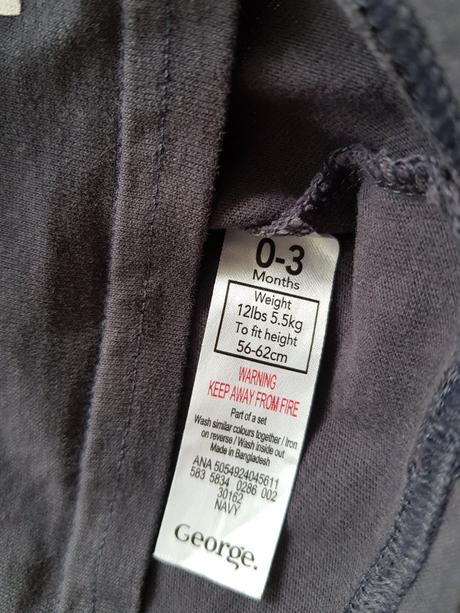 0-3
Months
Weight
12lbs 5.5kg
To fit height
56-62cm
WARNING
KEEP AWAY FROM FIRE
Part of a set
Wash similar colours together / Iron
on reverse / Wash inside out
Made in Bangladesh
ANA 5054924045611
583 5834 0286 002
30162
NAVY
George.